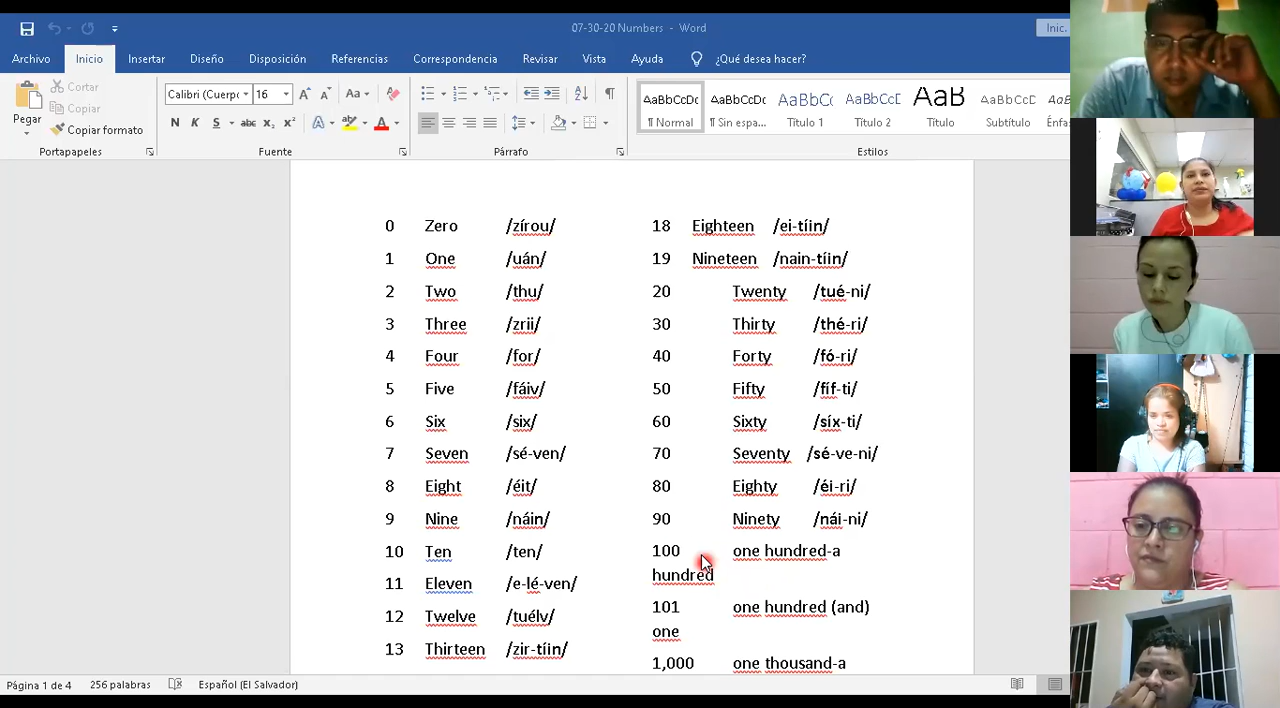 07-30-20 Numbers - Word
Inic.
Archivo Inicio Insertar Diseño Disposición Referencias Correspondencia Revisar Vista Ayuda ¿Qué desea hacer?
Pegar
Cortar
Copiar
Copiar formato
Portapapeles
Calibri (Cuerpo 16
Aa
N K S abc x₂ x² A A
Fuente
Párrafo
AaBbCcDc AaBbCcDc AaBbCc AaBbCcD AaB AaBbCcD
¶ Normal ¶ Sin espa... Título 1 Título 2 Título Subtítulo Énfas
Estilos
0 Zero /zírou/
1 One /uán/
2 Two /thu/
3 Three /zrii/
4 Four /for/
5 Five /fáiv/
6 Six /six/
7 Seven /sé-ven/
8 Eight /éit/
9 Nine /náin/
10 Ten /ten/
11 Eleven /e-lé-ven/
12 Twelve /tuélv/
13 Thirteen /zir-tíin/
18 Eighteen /ei-tíin/
19 Nineteen /nain-tíin/
20 Twenty /tué-ni/
30 Thirty /thé-ri/
40 Forty /fó-ri/
50 Fifty /fíf-ti/
60 Sixty /síx-ti/
70 Seventy /sé-ve-ni/
80 Eighty /éi-ri/
90 Ninety /nái-ni/
100 one hundred-a
hundred
101 one hundred (and)
one
1,000 one thousand-a
Página 1 de 4 256 palabras Español (El Salvador)